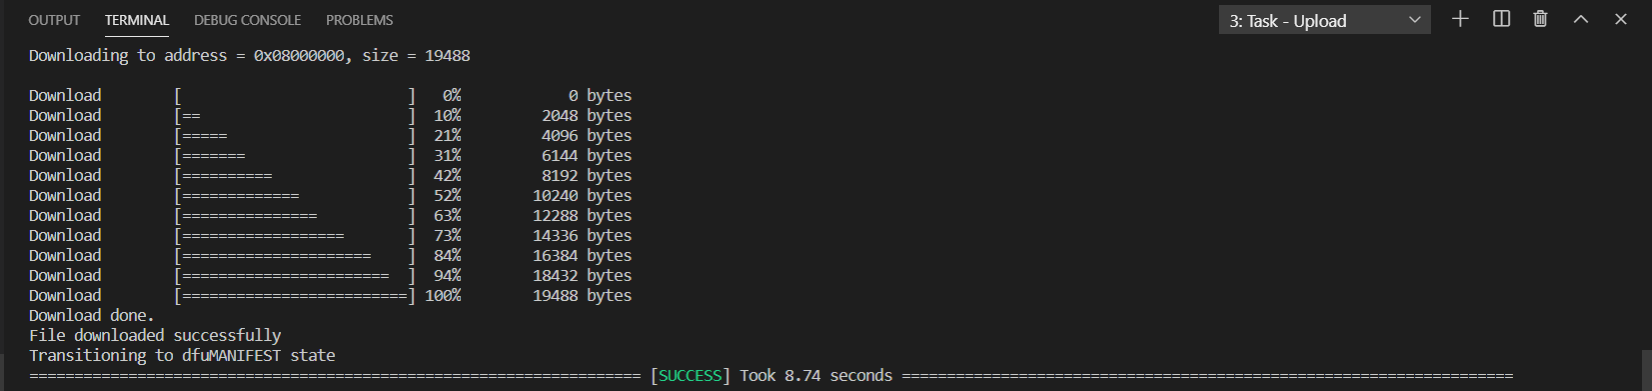 OUTPUT TERMINAL DEBUG CONSOLE PROBLEMS 3: Task - Upload
Downloading to address = 0x08000000, size = 19488
Download [                         ] 0% 0 bytes
Download [==                       ] 10% 2048 bytes
Download [=====                    ] 21% 4096 bytes
Download [=======                  ] 31% 6144 bytes
Download [==========               ] 42% 8192 bytes
Download [=============            ] 52% 10240 bytes
Download [===============          ] 63% 12288 bytes
Download [==================       ] 73% 14336 bytes
Download [=====================    ] 84% 16384 bytes
Download [=======================  ] 94% 18432 bytes
Download [=========================] 100% 19488 bytes
Download done.
File downloaded successfully
Transitioning to dfuMANIFEST state
==================================================================== [SUCCESS] Took 8.74 seconds ====================================================================